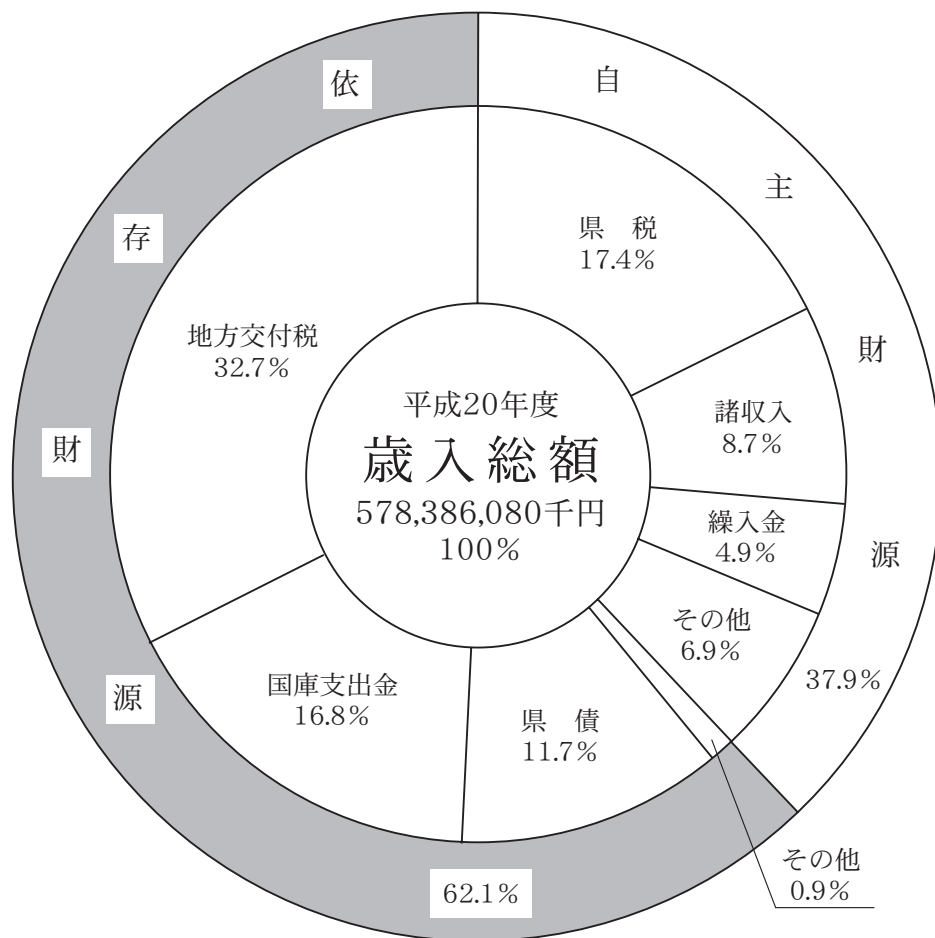 平成20年度
歳入総額
578,386,080千円
100%
自主財源
37.9%
県　税
17.4%
諸収入
8.7%
繰入金
4.9%
その他
6.9%
依存財源
62.1%
その他
0.9%
県　債
11.7%
国庫支出金
16.8%
地方交付税
32.7%